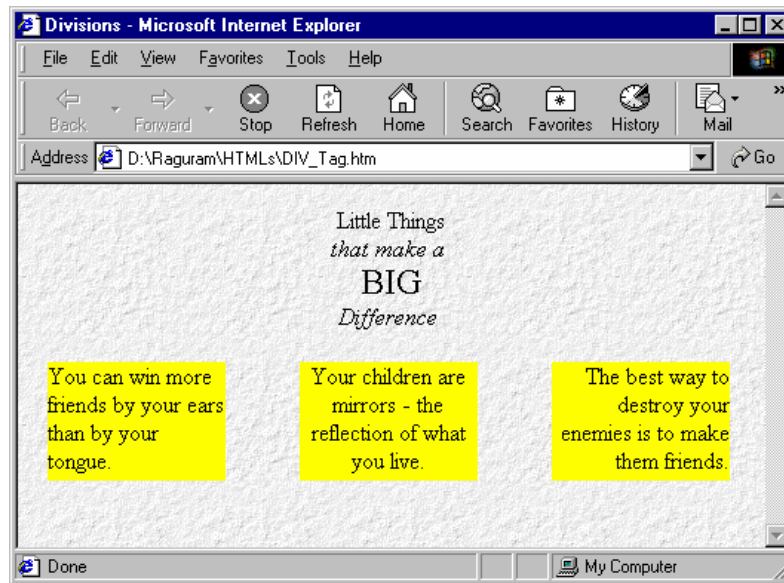 Divisions - Microsoft Internet Explorer
File Edit View Favorites Tools Help
Back Forward Stop Refresh Home Search Favorites History Mail »
Address D:\Raguram\HTMLs\DIV_Tag.htm Go
Little Things
that make a
BIG
Difference
You can win more
friends by your ears
than by your
tongue.
Your children are
mirrors - the
reflection of what
you live.
The best way to
destroy your
enemies is to make
them friends.
Done My Computer